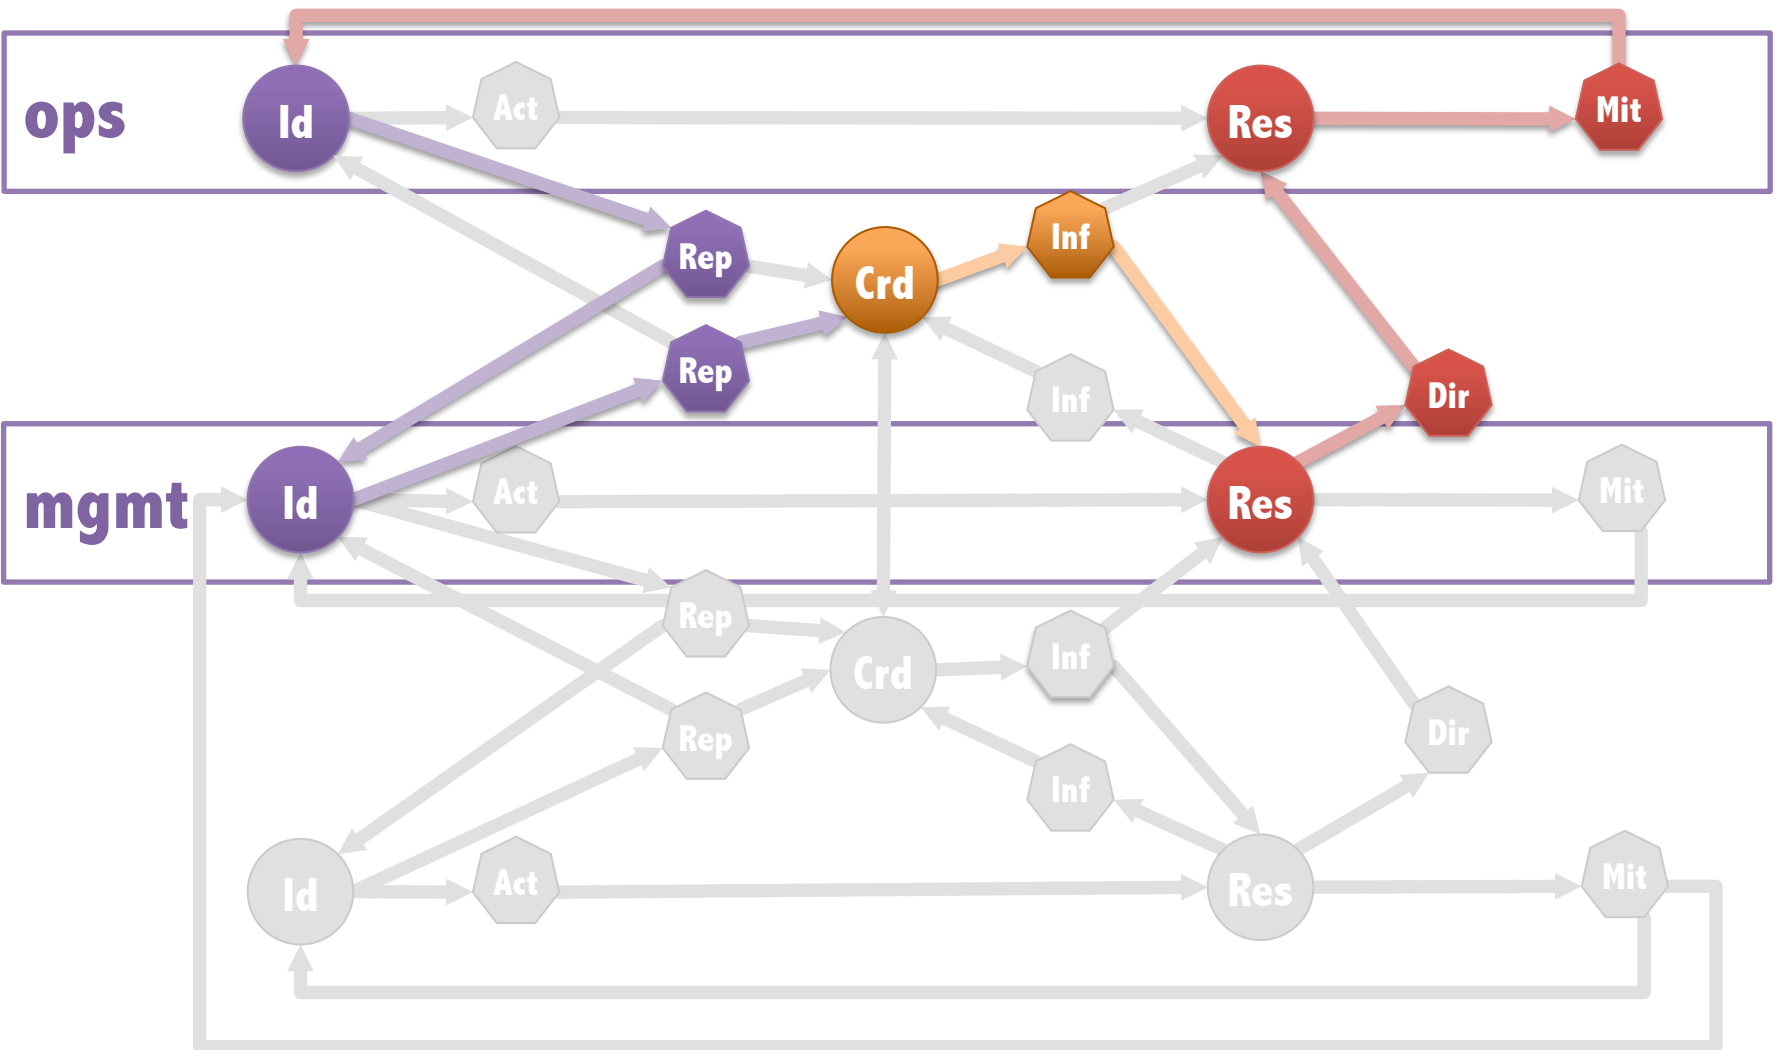 ops
Id
Act
Res
Mit
Rep
Crd
Inf
Rep
Inf
Dir
mgmt
Id
Act
Res
Mit
Rep
Crd
Inf
Rep
Inf
Dir
Id
Act
Res
Mit